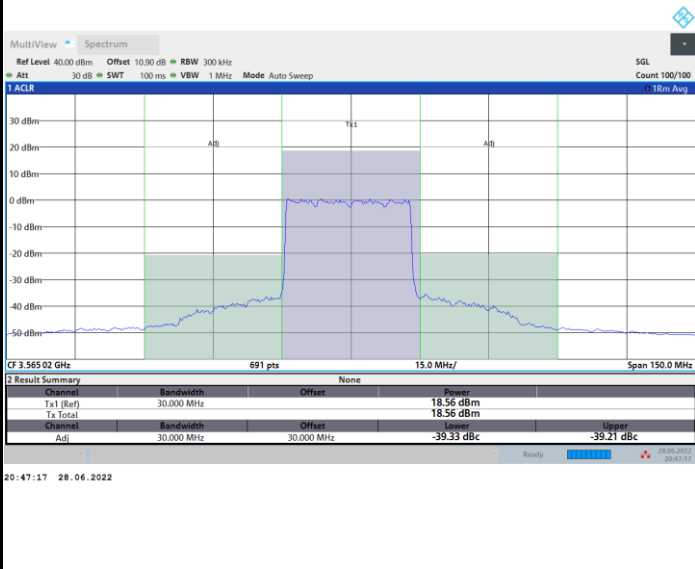 MultiView Spectrum
Ref Level 40.00 dBm Offset 10.90 dB RBW 300 kHz SGL
Att 30 dB SWT 100 ms VBW 1 MHz Mode Auto Sweep Count 100/100
1 ACLR 1Rm Avg
30 dBm
Tx1
20 dBm Adj Adj
10 dBm
0 dBm
-10 dBm
-20 dBm
-30 dBm
-40 dBm
-50 dBm
CF 3.565 02 GHz 691 pts 15.0 MHz/ Span 150.0 MHz
2 Result Summary None
Channel Bandwidth Offset Power
Tx1 (Ref) 30.000 MHz 18.56 dBm
Tx Total 18.56 dBm
Channel Bandwidth Offset Lower Upper
Adj 30.000 MHz 30.000 MHz -39.33 dBc -39.21 dBc
Ready 28.06.2022
20:47:17
20:47:17 28.06.2022